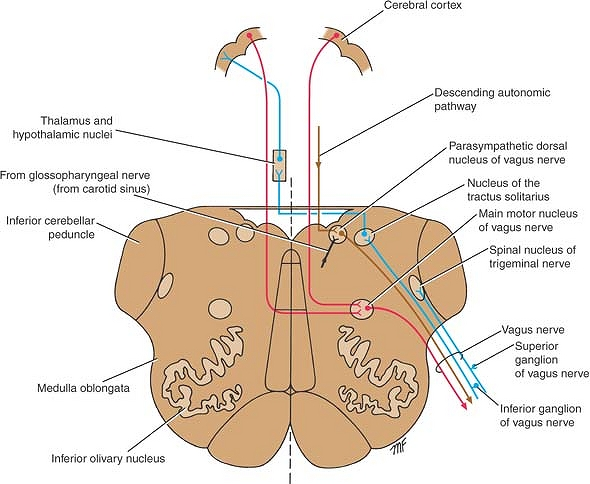 Cerebral cortex
Descending autonomic
pathway
Thalamus and
hypothalamic nuclei
Parasympathetic dorsal
nucleus of vagus nerve
From glossopharyngeal nerve
(from carotid sinus)
Nucleus of the
tractus solitarius
Main motor nucleus
of vagus nerve
Inferior cerebellar
peduncle
Spinal nucleus of
trigeminal nerve
Vagus nerve
Superior
ganglion
of vagus nerve
Medulla oblongata
Inferior ganglion
of vagus nerve
Inferior olivary nucleus
MF